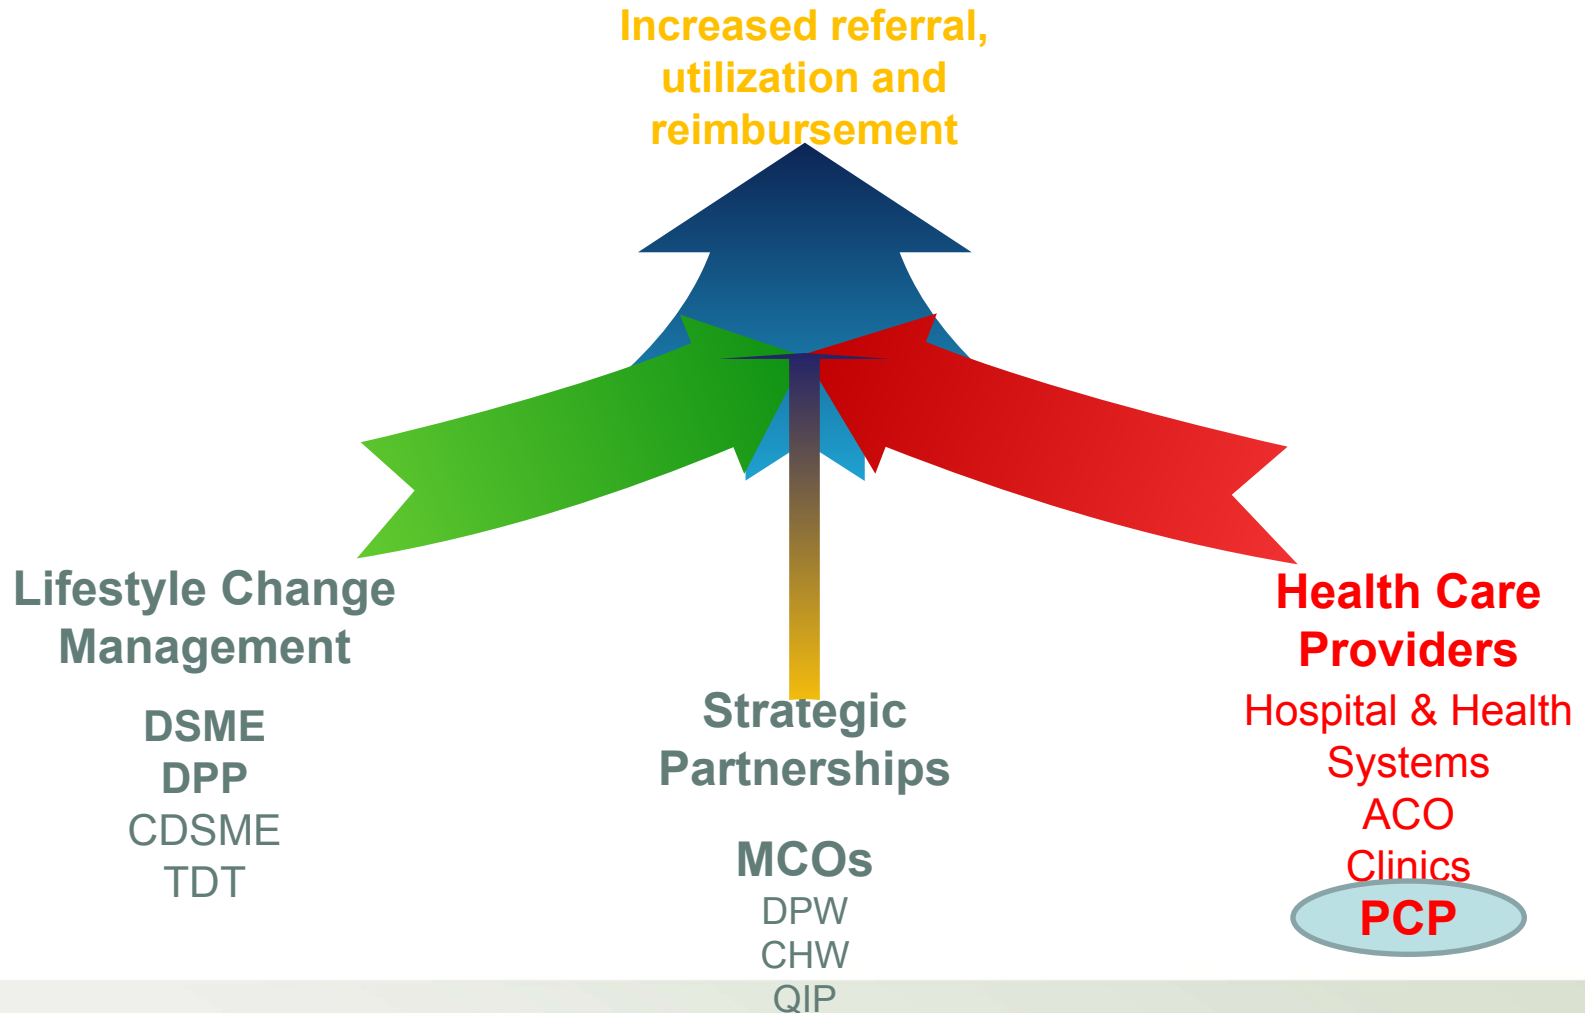 Increased referral,
utilization and
reimbursement
Lifestyle Change
Management
DSME
DPP
CDSME
TDT
Strategic
Partnerships
MCOs
DPW
CHW
QIP
Health Care
Providers
Hospital & Health
Systems
ACO
Clinics
PCP